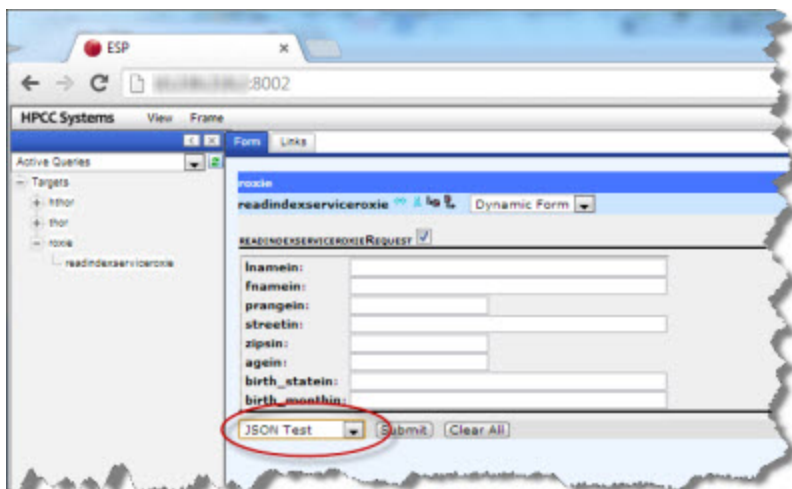 ESP
:8002
HPCC Systems View Frame
Form Links
Active Queries
Targets
hthor
thor
roxie
readindexserviceroxie
roxie
readindexserviceroxie Dynamic Form
readindexserviceroxieRequest
lnamein:
fnamein:
prangein:
streetin:
zipsin:
agein:
birth_statein:
birth_monthin:
JSON Test Submit Clear All